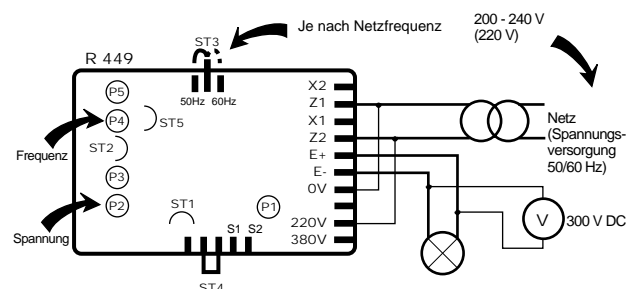 Je nach Netzfrequenz
200 - 240 V
(220 V)
ST3
R 449
50Hz 60Hz
P5
P4
ST5
Frequenz
ST2
P3
P2
Spannung
ST1
P1
S1 S2
ST4
X2
Z1
X1
Z2
E+
E-
0V
220V
380V
Netz
(Spannungs-
versorgung
50/60 Hz)
V
300 V DC